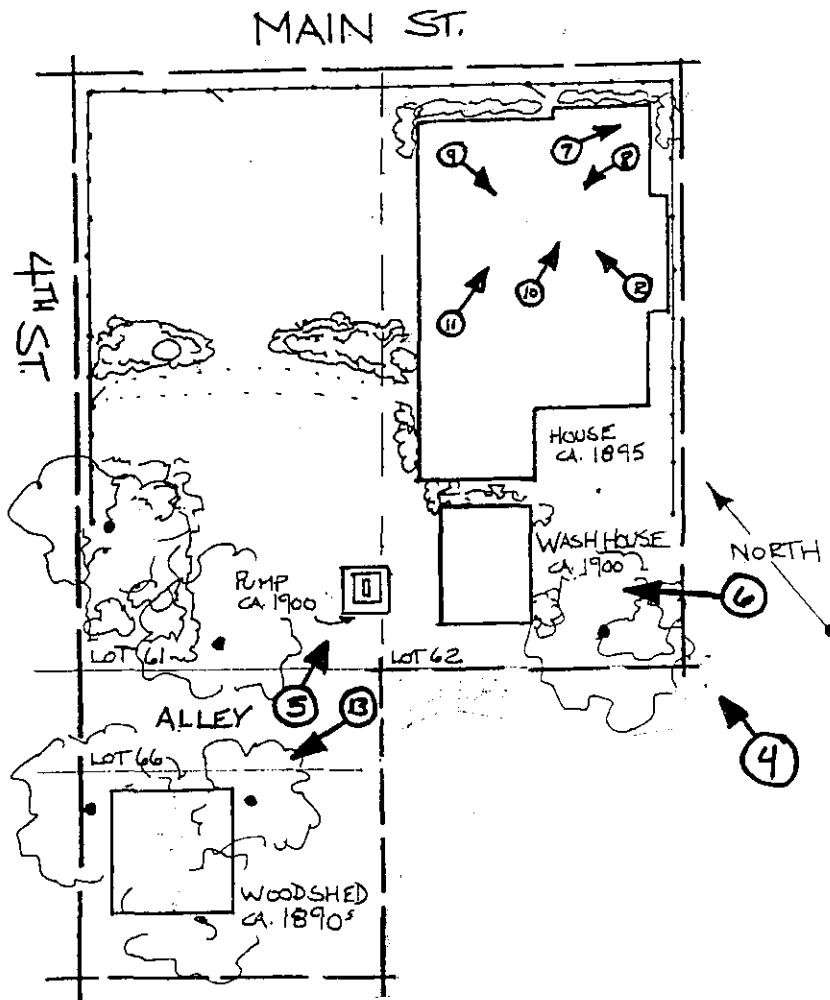 MAIN ST.
4TH ST.
9
7
8
11
10
12
HOUSE
CA. 1895
WASH HOUSE
CA. 1900
NORTH
PUMP
CA. 1900
6
LOT 61
LOT 62
5
ALLEY
13
4
LOT 66
WOODSHED
CA. 1890s